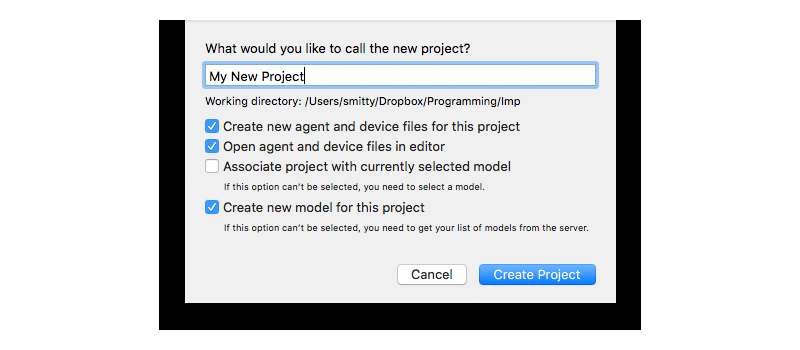 What would you like to call the new project?
My New Project
Working directory: /Users/smitty/Dropbox/Programming/Imp
Create new agent and device files for this project
Open agent and device files in editor
Associate project with currently selected model
If this option can't be selected, you need to select a model.
Create new model for this project
If this option can't be selected, you need to get your list of models from the server.
Cancel
Create Project